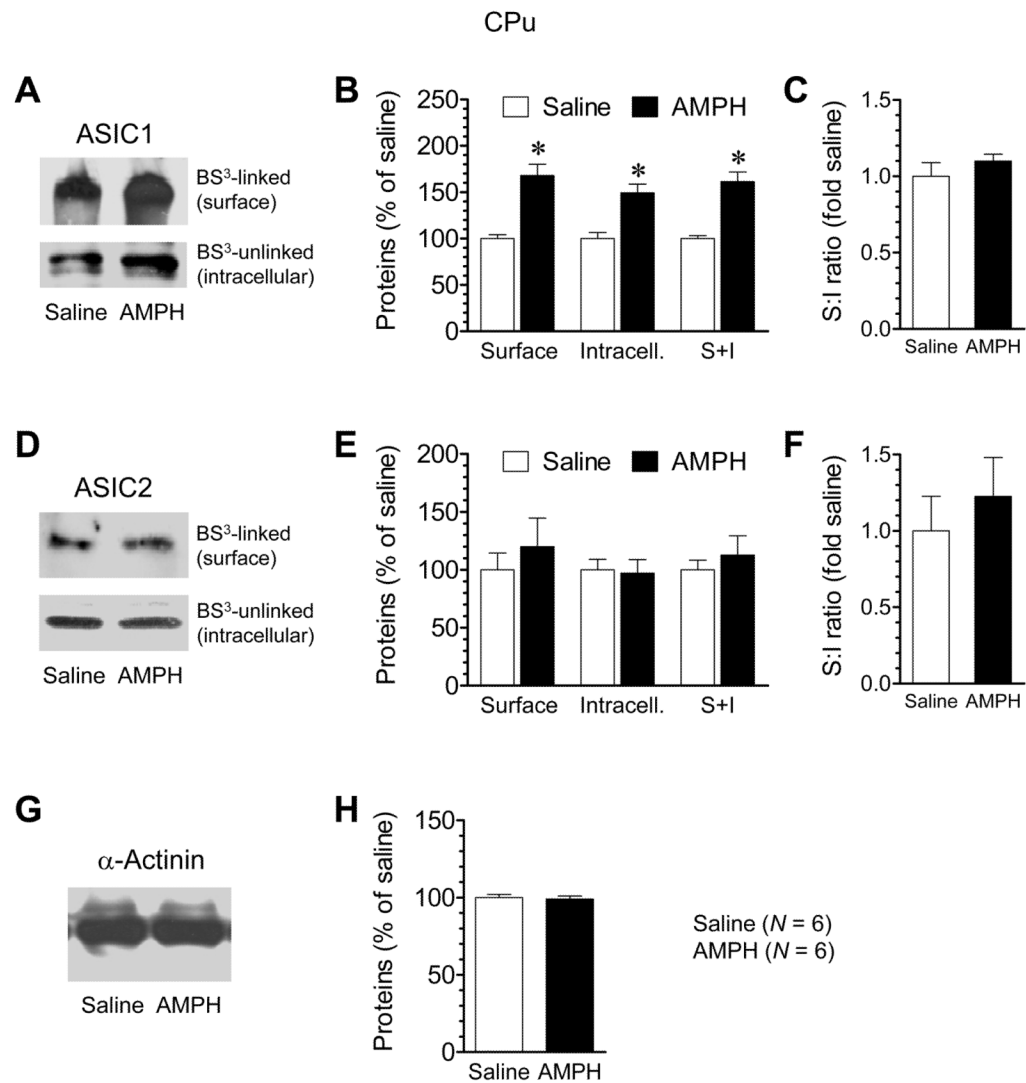 CPu
A
ASIC1
BS³-linked
(surface)
BS³-unlinked
(intracellular)
Saline AMPH
B
Proteins (% of saline)
250
200
150
100
50
0
Saline AMPH
* * *
Surface Intracell. S+I
C
S:I ratio (fold saline)
1.5
1.0
0.5
0.0
Saline AMPH
D
ASIC2
BS³-linked
(surface)
BS³-unlinked
(intracellular)
Saline AMPH
E
Proteins (% of saline)
200
150
100
50
0
Saline AMPH
Surface Intracell. S+I
F
S:I ratio (fold saline)
1.5
1.0
0.5
0.0
Saline AMPH
G
α-Actinin
Saline AMPH
H
Proteins (% of saline)
150
100
50
0
Saline AMPH
Saline (N = 6)
AMPH (N = 6)